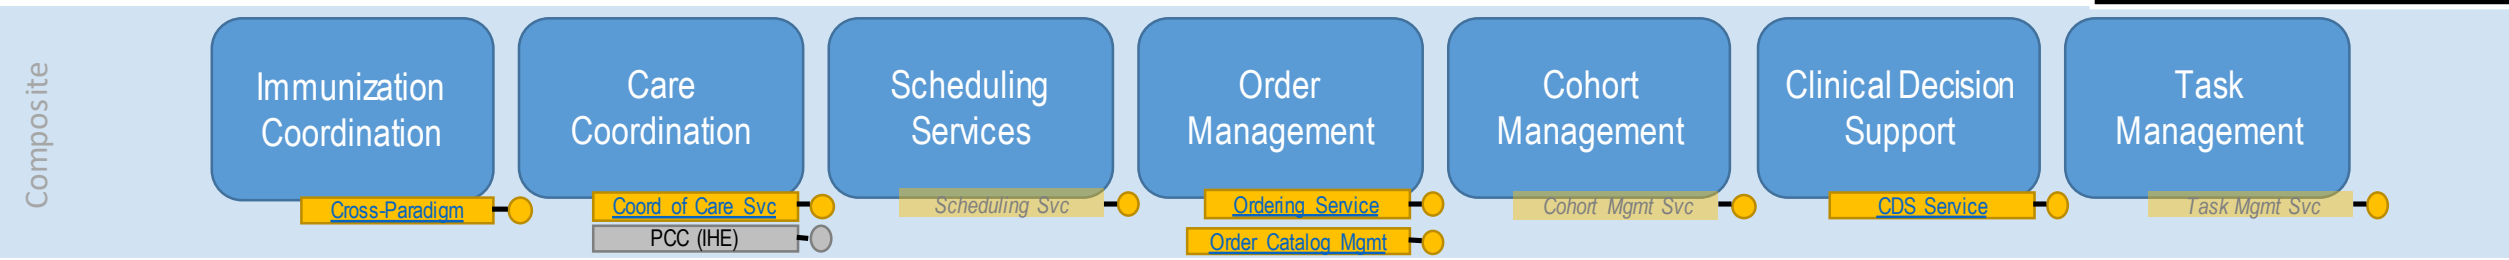 Composite
Immunization
Coordination
Cross-Paradigm
Care
Coordination
Coord of Care Svc
PCC (IHE)
Scheduling
Services
Scheduling Svc
Order
Management
Ordering Service
Order Catalog Mgmt
Cohort
Management
Cohort Mgmt Svc
Clinical Decision
Support
CDS Service
Task
Management
Task Mgmt Svc